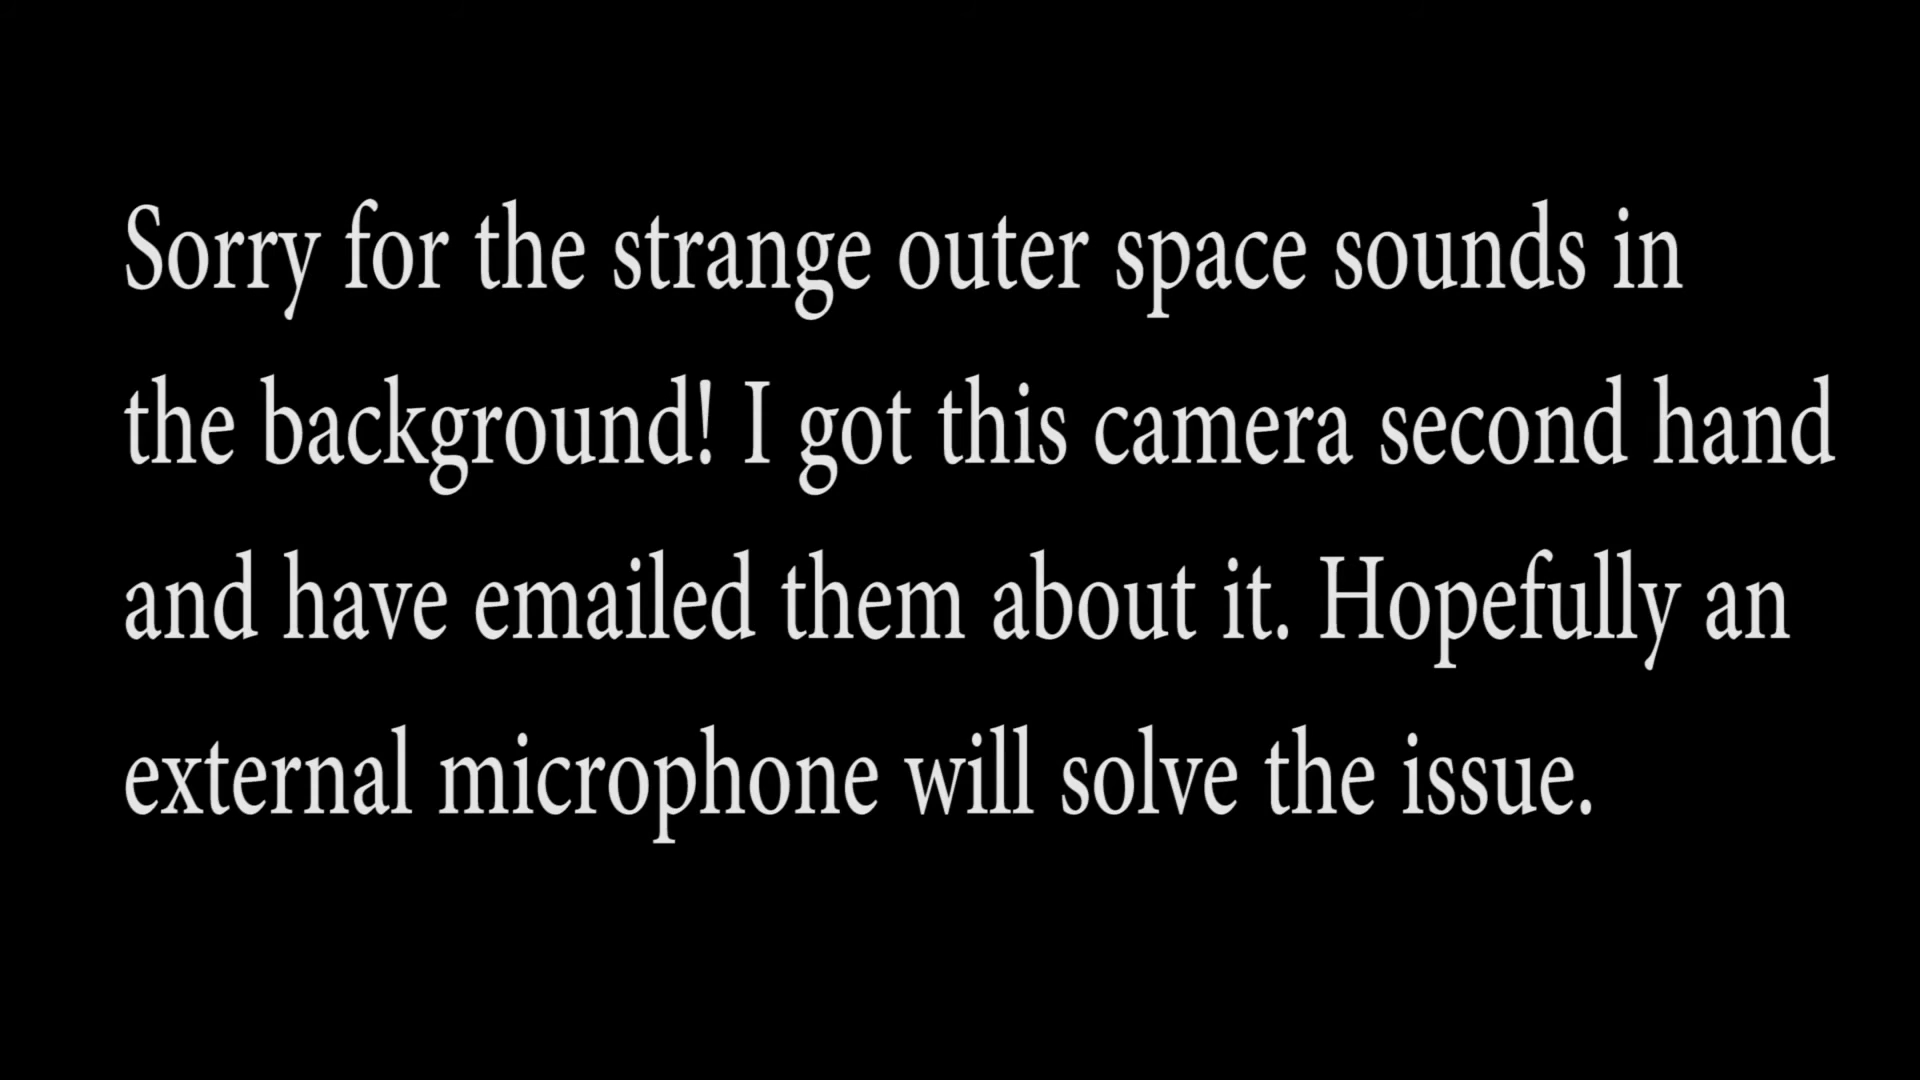 Sorry for the strange outer space sounds in
the background! I got this camera second hand
and have emailed them about it. Hopefully an
external microphone will solve the issue.